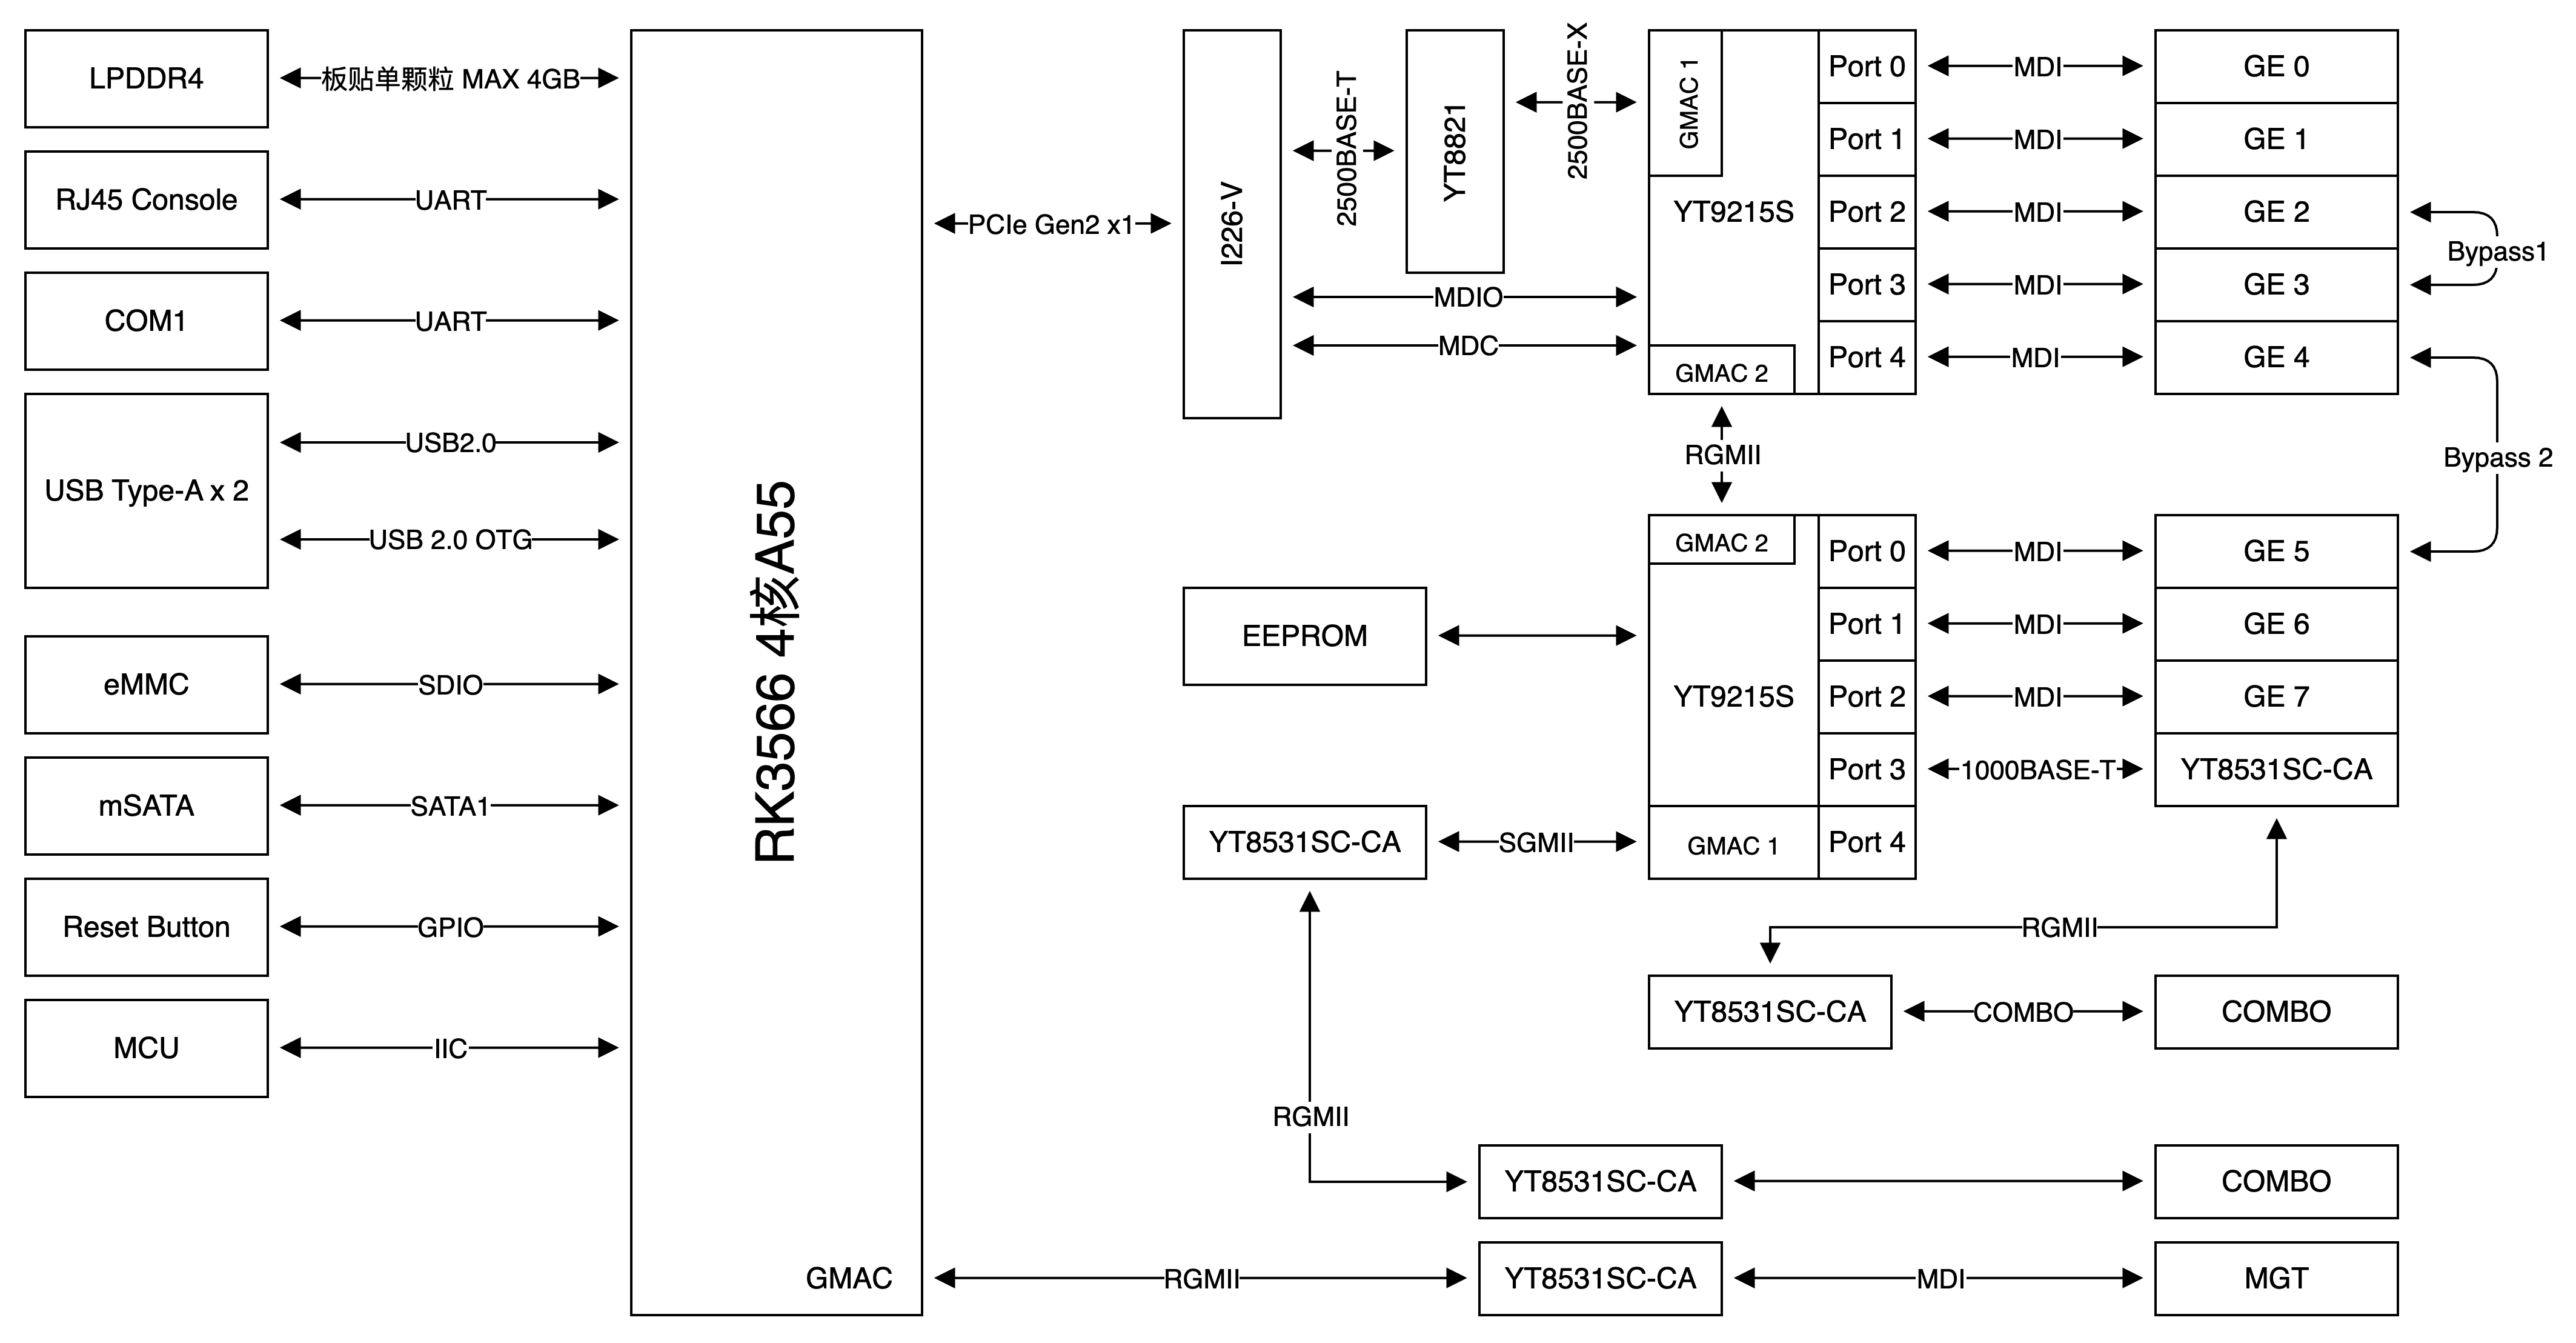 LPDDR4
板贴单颗粒 MAX 4GB
RJ45 Console
UART
COM1
UART
USB Type-A x 2
USB2.0
USB 2.0 OTG
eMMC
SDIO
mSATA
SATA1
Reset Button
GPIO
MCU
IIC
RK3566 4核A55
GMAC
PCIe Gen2 x1
I226-V
2500BASE-T
YT8821
2500BASE-X
MDIO
MDC
GMAC 1
YT9215S
GMAC 2
Port 0
MDI
GE 0
Port 1
MDI
GE 1
Port 2
MDI
GE 2
Port 3
MDI
GE 3
Port 4
MDI
GE 4
Bypass1
Bypass 2
RGMII
GMAC 2
YT9215S
GMAC 1
Port 0
MDI
GE 5
Port 1
MDI
GE 6
Port 2
MDI
GE 7
Port 3
1000BASE-T
YT8531SC-CA
Port 4
EEPROM
YT8531SC-CA
SGMII
RGMII
YT8531SC-CA
COMBO
COMBO
RGMII
YT8531SC-CA
COMBO
RGMII
YT8531SC-CA
MDI
MGT